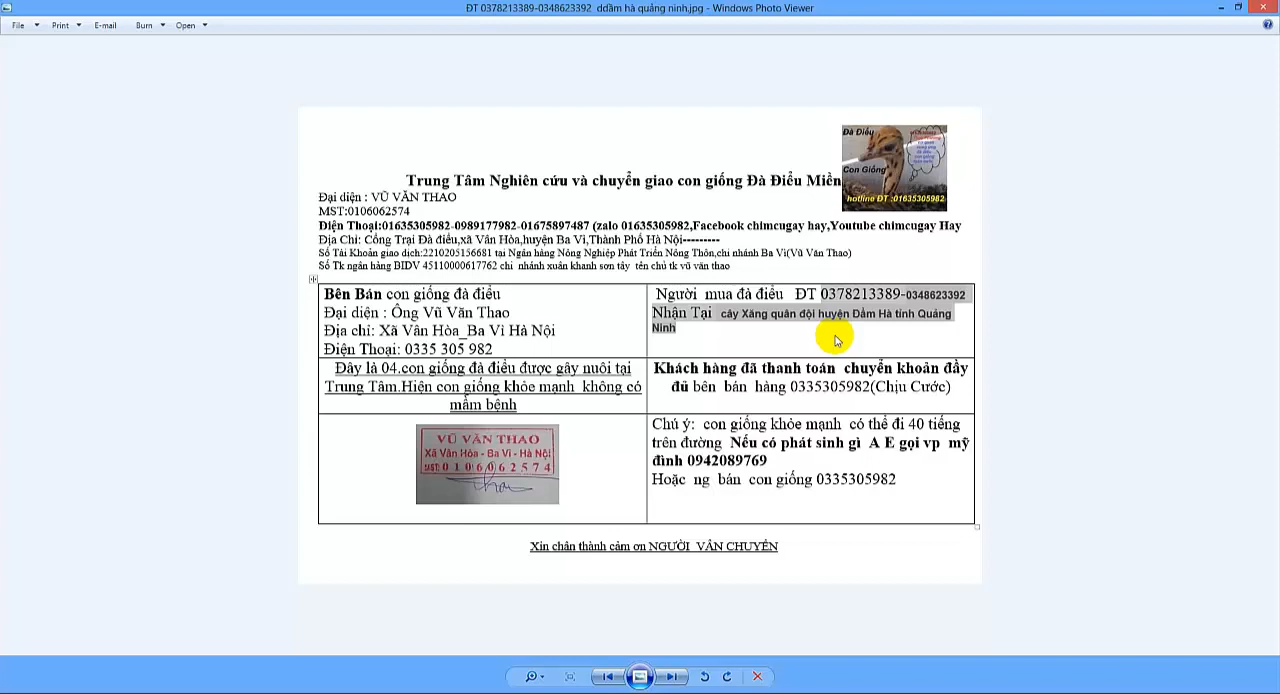 ĐT 0378213389-0348623392 ddầm hà quảng ninh.jpg - Windows Photo Viewer
File Print E-mail Burn Open
Đà Điểu
Con Giống
hotline ĐT :01635305982
Trung Tâm Nghiên cứu và chuyển giao con giống Đà Điểu Miền
Đại diện : VŨ VĂN THAO
MST:0106062574
Điện Thoại:01635305982-0989177982-01675897487 (zalo 01635305982,Facebook chimcugay hay,Youtube chimcugay Hay
Địa Chỉ: Cổng Trại Đà điểu,xã Vân Hòa,huyện Ba Vì,Thành Phố Hà Nội---------
Số Tài Khoản giao dịch:2210205156681 tại Ngân hàng Nông Nghiệp Phát Triển Nông Thôn,chi nhánh Ba Vì(Vũ Văn Thao)
Số Tk ngân hàng BIDV 45110000617762 chi nhánh xuân khanh sơn tây tên chủ tk vũ văn thao
Bên Bán con giống đà điểu
Đại diện : Ông Vũ Văn Thao
Địa chỉ: Xã Vân Hòa_Ba Vì Hà Nội
Điện Thoại: 0335 305 982
Người mua đà điểu ĐT 0378213389-0348623392
Nhận Tại cây Xăng quân đội huyện Đầm Hà tỉnh Quảng
Ninh
Đây là 04.con giống đà điểu được gây nuôi tại
Trung Tâm.Hiện con giống khỏe mạnh không có
mầm bệnh
Khách hàng đã thanh toán chuyển khoản đầy
đủ bên bán hàng 0335305982(Chịu Cước)
VŨ VĂN THAO
Xã Vân Hòa - Ba Vì - Hà Nội
MST: 0 1 0 6 0 6 2 5 7 4
Chú ý: con giống khỏe mạnh có thể đi 40 tiếng
trên đường Nếu có phát sinh gì A E gọi vp mỹ
đình 0942089769
Hoặc ng bán con giống 0335305982
Xin chân thành cảm ơn NGƯỜI VẬN CHUYỂN